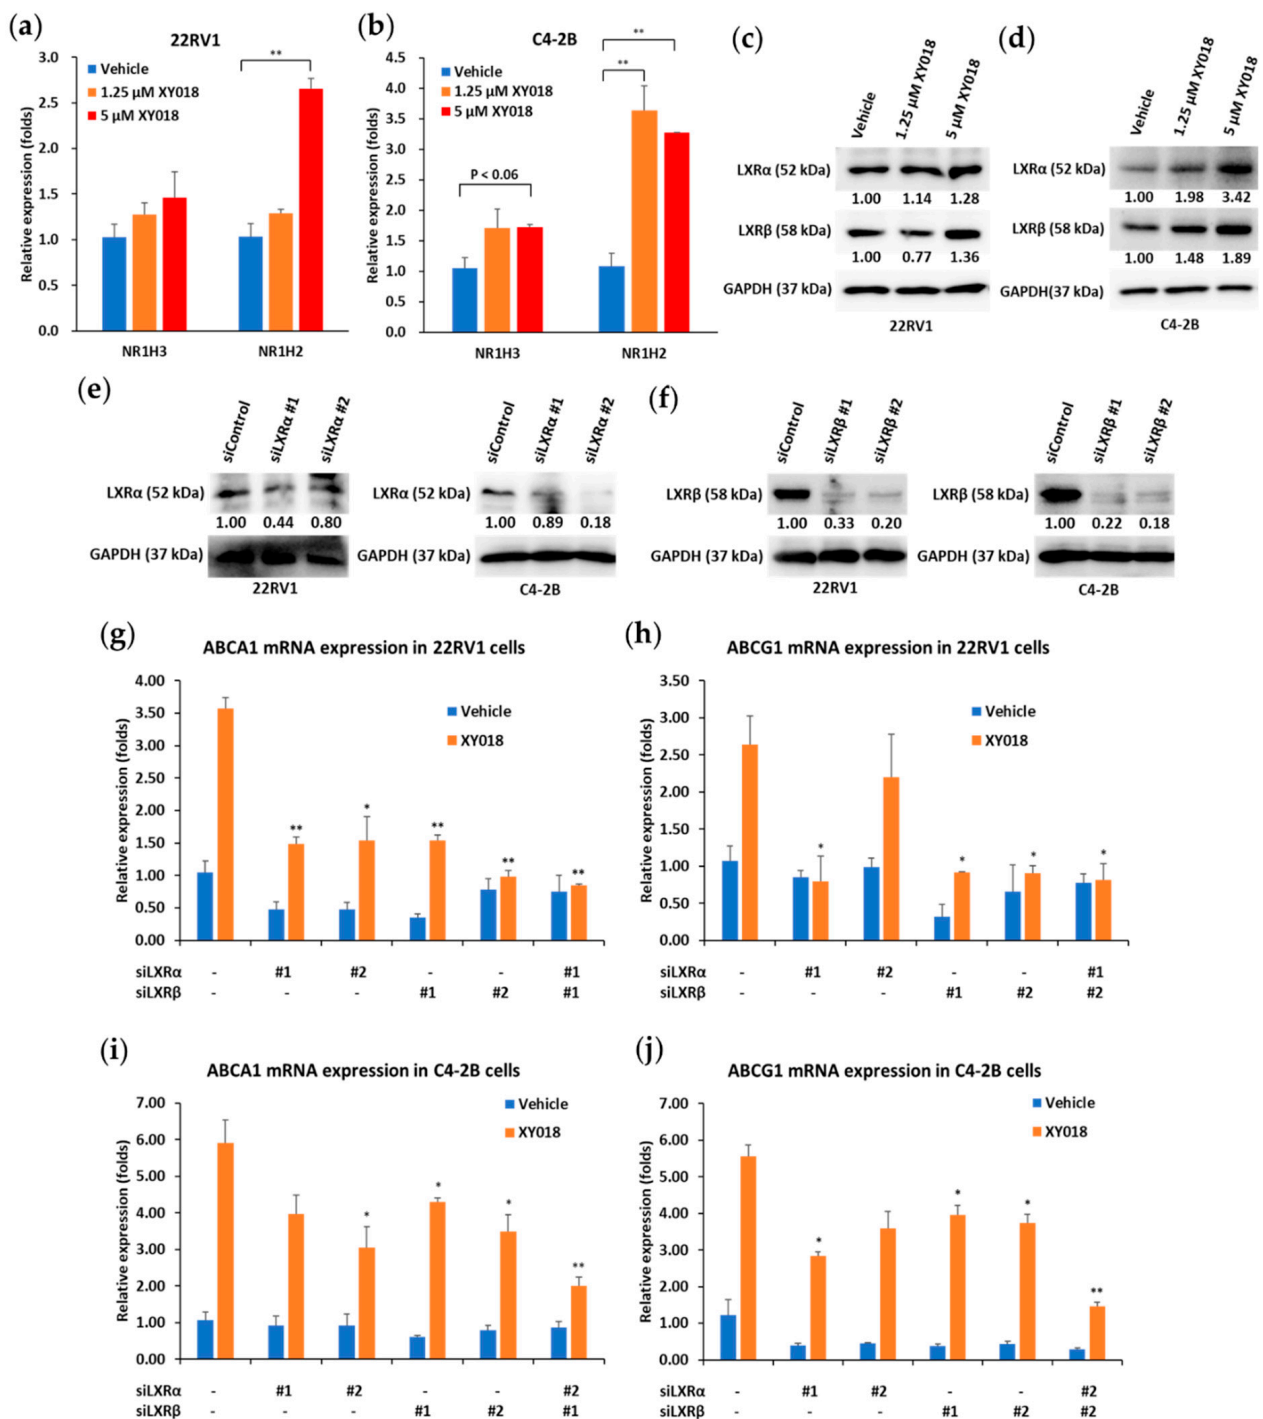 (a)
22RV1
Relative expression (folds)
3.0
2.5
2.0
1.5
1.0
0.5
0.0
Vehicle
1.25 µM XY018
5 µM XY018
**
NR1H3
NR1H2
(b)
C4-2B
Relative expression (folds)
4.5
4.0
3.5
3.0
2.5
2.0
1.5
1.0
0.5
0.0
Vehicle
1.25 µM XY018
5 µM XY018
P < 0.06
**
**
NR1H3
NR1H2
(c)
Vehicle
1.25 µM XY018
5 µM XY018
LXRα (52 kDa)
1.00 1.14 1.28
LXRβ (58 kDa)
1.00 0.77 1.36
GAPDH (37 kDa)
22RV1
(d)
Vehicle
1.25 µM XY018
5 µM XY018
LXRα (52 kDa)
1.00 1.98 3.42
LXRβ (58 kDa)
1.00 1.48 1.89
GAPDH(37 kDa)
C4-2B
(e)
siControl
siLXRα #1
siLXRα #2
LXRα (52 kDa)
1.00 0.44 0.80
GAPDH (37 kDa)
22RV1
siControl
siLXRα #1
siLXRα #2
LXRα (52 kDa)
1.00 0.89 0.18
GAPDH (37 kDa)
C4-2B
(f)
siControl
siLXRβ #1
siLXRβ #2
LXRβ (58 kDa)
1.00 0.33 0.20
GAPDH (37 kDa)
22RV1
siControl
siLXRβ #1
siLXRβ #2
LXRβ (58 kDa)
1.00 0.22 0.18
GAPDH (37 kDa)
C4-2B
(g)
ABCA1 mRNA expression in 22RV1 cells
Relative expression (folds)
4.00
3.50
3.00
2.50
2.00
1.50
1.00
0.50
0.00
Vehicle
XY018
** * ** ** **
siLXRα - #1 #2 - - #1
siLXRβ - - - #1 #2 #1
(h)
ABCG1 mRNA expression in 22RV1 cells
Relative expression (folds)
3.50
3.00
2.50
2.00
1.50
1.00
0.50
0.00
Vehicle
XY018
* * * *
siLXRα - #1 #2 - - #1
siLXRβ - - - #1 #2 #2
(i)
ABCA1 mRNA expression in C4-2B cells
Relative expression (folds)
7.00
6.00
5.00
4.00
3.00
2.00
1.00
0.00
Vehicle
XY018
* * * **
siLXRα - #1 #2 - - #2
siLXRβ - - - #1 #2 #1
(j)
ABCG1 mRNA expression in C4-2B cells
Relative expression (folds)
7.00
6.00
5.00
4.00
3.00
2.00
1.00
0.00
Vehicle
XY018
* * * **
siLXRα - #1 #2 - - #2
siLXRβ - - - #1 #2 #2